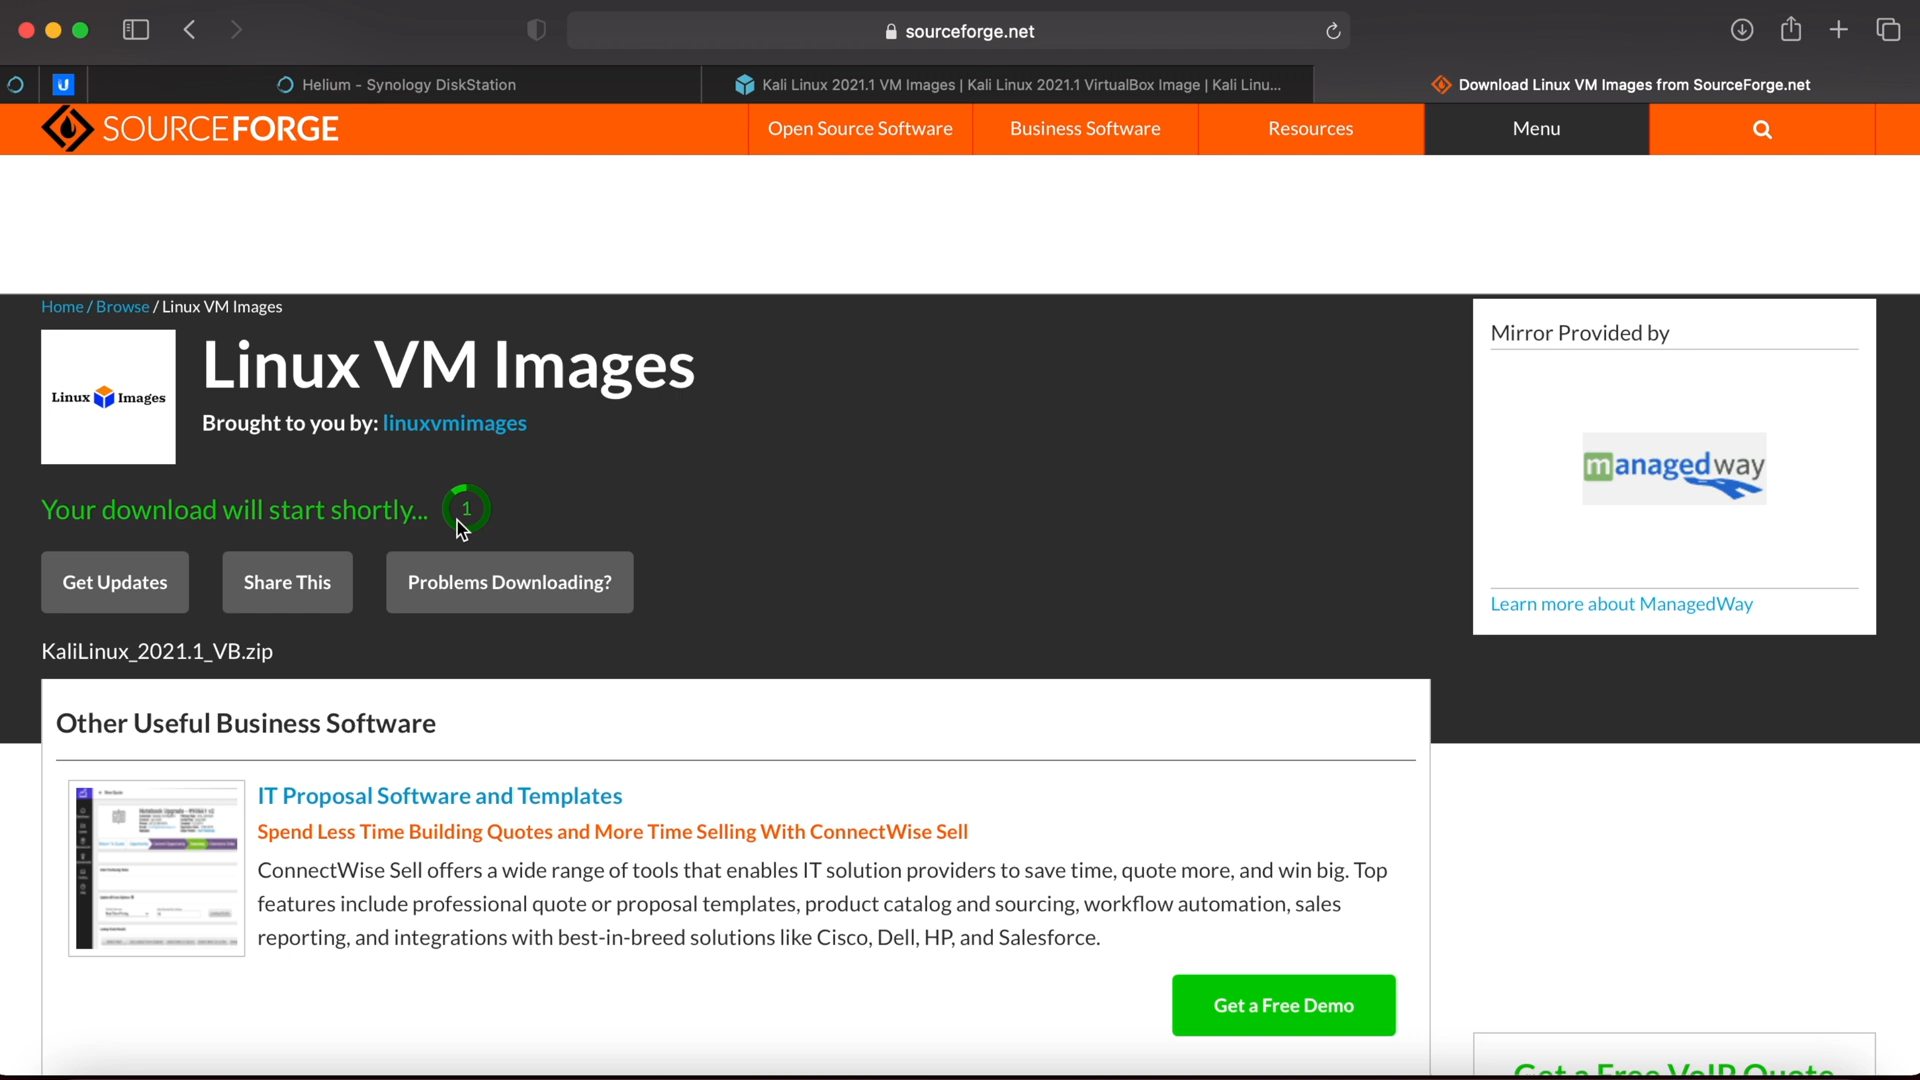 sourceforge.net
Helium - Synology DiskStation
Kali Linux 2021.1 VM Images | Kali Linux 2021.1 VirtualBox Image | Kali Linu...
Download Linux VM Images from SourceForge.net
SOURCEFORGE
Open Source Software
Business Software
Resources
Menu
Home / Browse / Linux VM Images
Linux Images
Linux VM Images
Brought to you by: linuxvmimages
Your download will start shortly... 1
Get Updates
Share This
Problems Downloading?
KaliLinux_2021.1_VB.zip
Mirror Provided by
managedway
Learn more about ManagedWay
Other Useful Business Software
IT Proposal Software and Templates
Spend Less Time Building Quotes and More Time Selling With ConnectWise Sell
ConnectWise Sell offers a wide range of tools that enables IT solution providers to save time, quote more, and win big. Top
features include professional quote or proposal templates, product catalog and sourcing, workflow automation, sales
reporting, and integrations with best-in-breed solutions like Cisco, Dell, HP, and Salesforce.
Get a Free Demo
Get a Free VoIP Quote